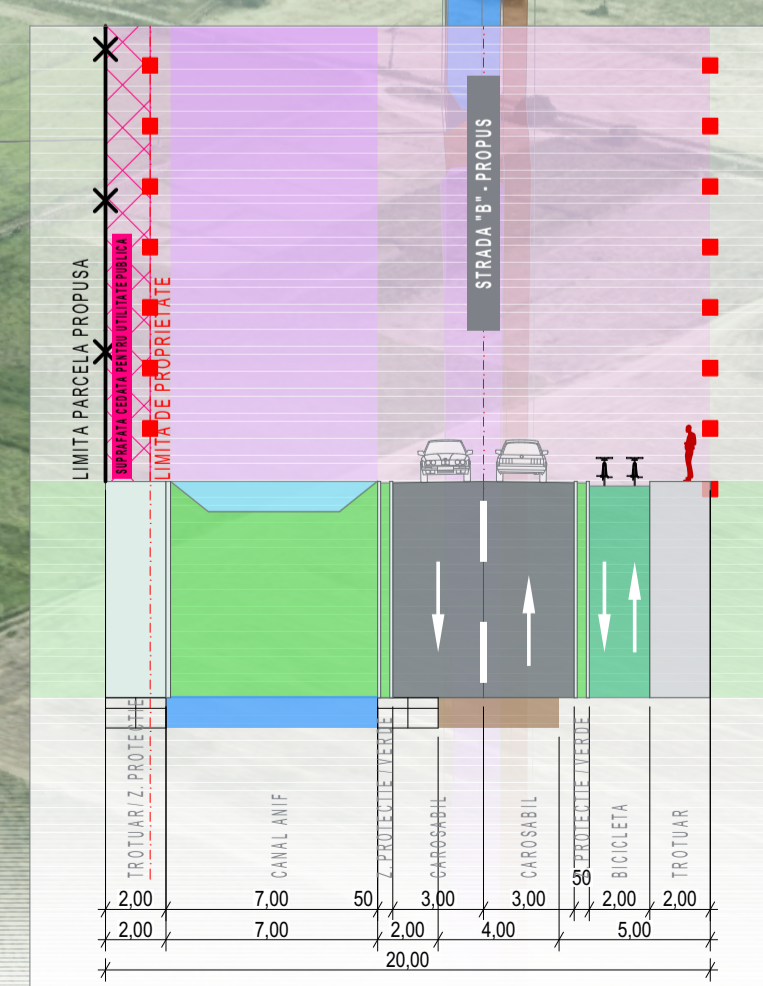 STRADA "B" - PROPUS
LIMITA PARCELA PROPUSA
SUPRAFATA CEDATA PENTRU UTILITATE PUBLICA
LIMITA DE PROPRIETATE
TROTUAR/ Z. PROTECTIE
CANAL ANIF
Z. PROTECTIE / VERDE
CAROSABIL
CAROSABIL
Z. PROTECTIE / VERDE
BICICLETA
TROTUAR
2,00 7,00 50 3,00 3,00 50 2,00 2,00
2,00 7,00 2,00 4,00 5,00
20,00